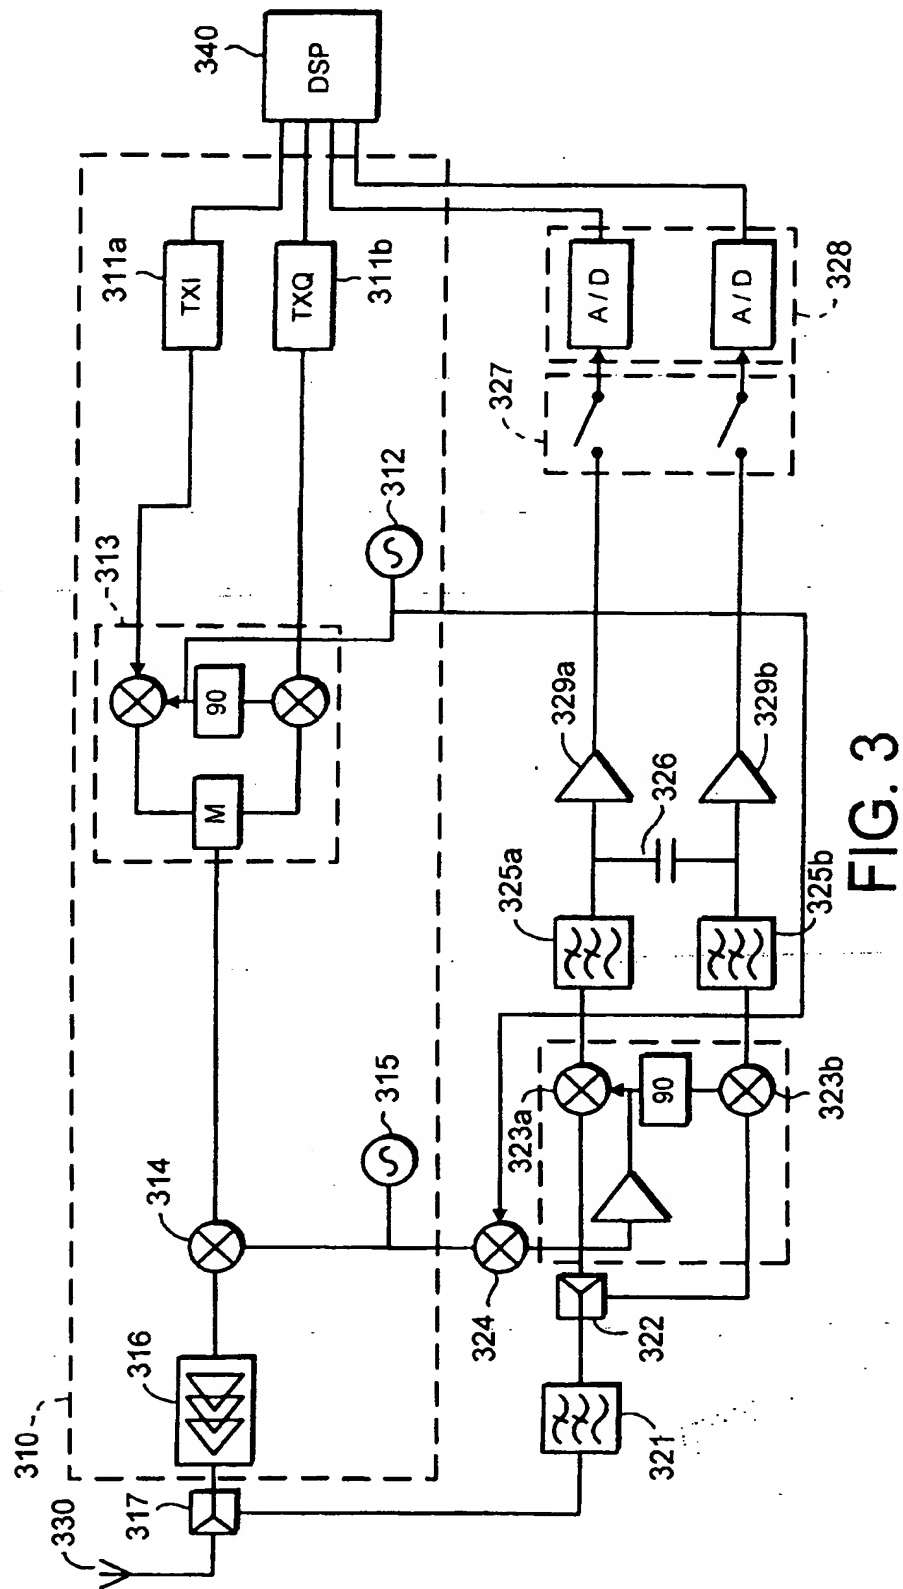 340
DSP
311a
TXI
TXQ
311b
A / D
A / D
328
327
312
313
90
M
329a
329b
326
325a
325b
315
323a
90
323b
314
324
322
316
321
310
317
330
FIG. 3